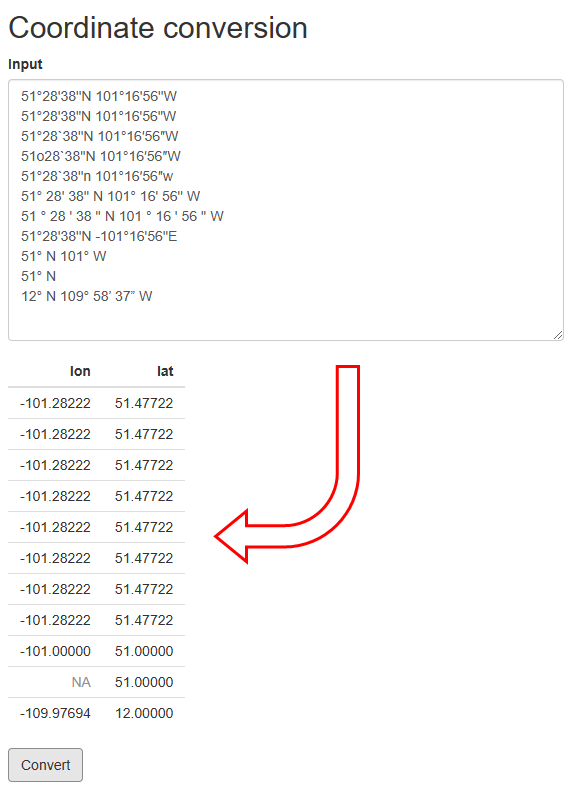 Coordinate conversion
Input
51°28'38''N 101°16'56''W
51°28'38''N 101°16'56''W
51°28`38''N 101°16'56''W
51o28`38''N 101°16'56''W
51°28`38''n 101°16'56''w
51° 28' 38" N 101° 16' 56" W
51 ° 28 ' 38 " N 101 ° 16 ' 56 " W
51°28'38''N -101°16'56''E
51° N 101° W
51° N
12° N 109° 58’ 37” W
lon lat
-101.28222 51.47722
-101.28222 51.47722
-101.28222 51.47722
-101.28222 51.47722
-101.28222 51.47722
-101.28222 51.47722
-101.28222 51.47722
-101.28222 51.47722
-101.00000 51.00000
NA 51.00000
-109.97694 12.00000
Convert